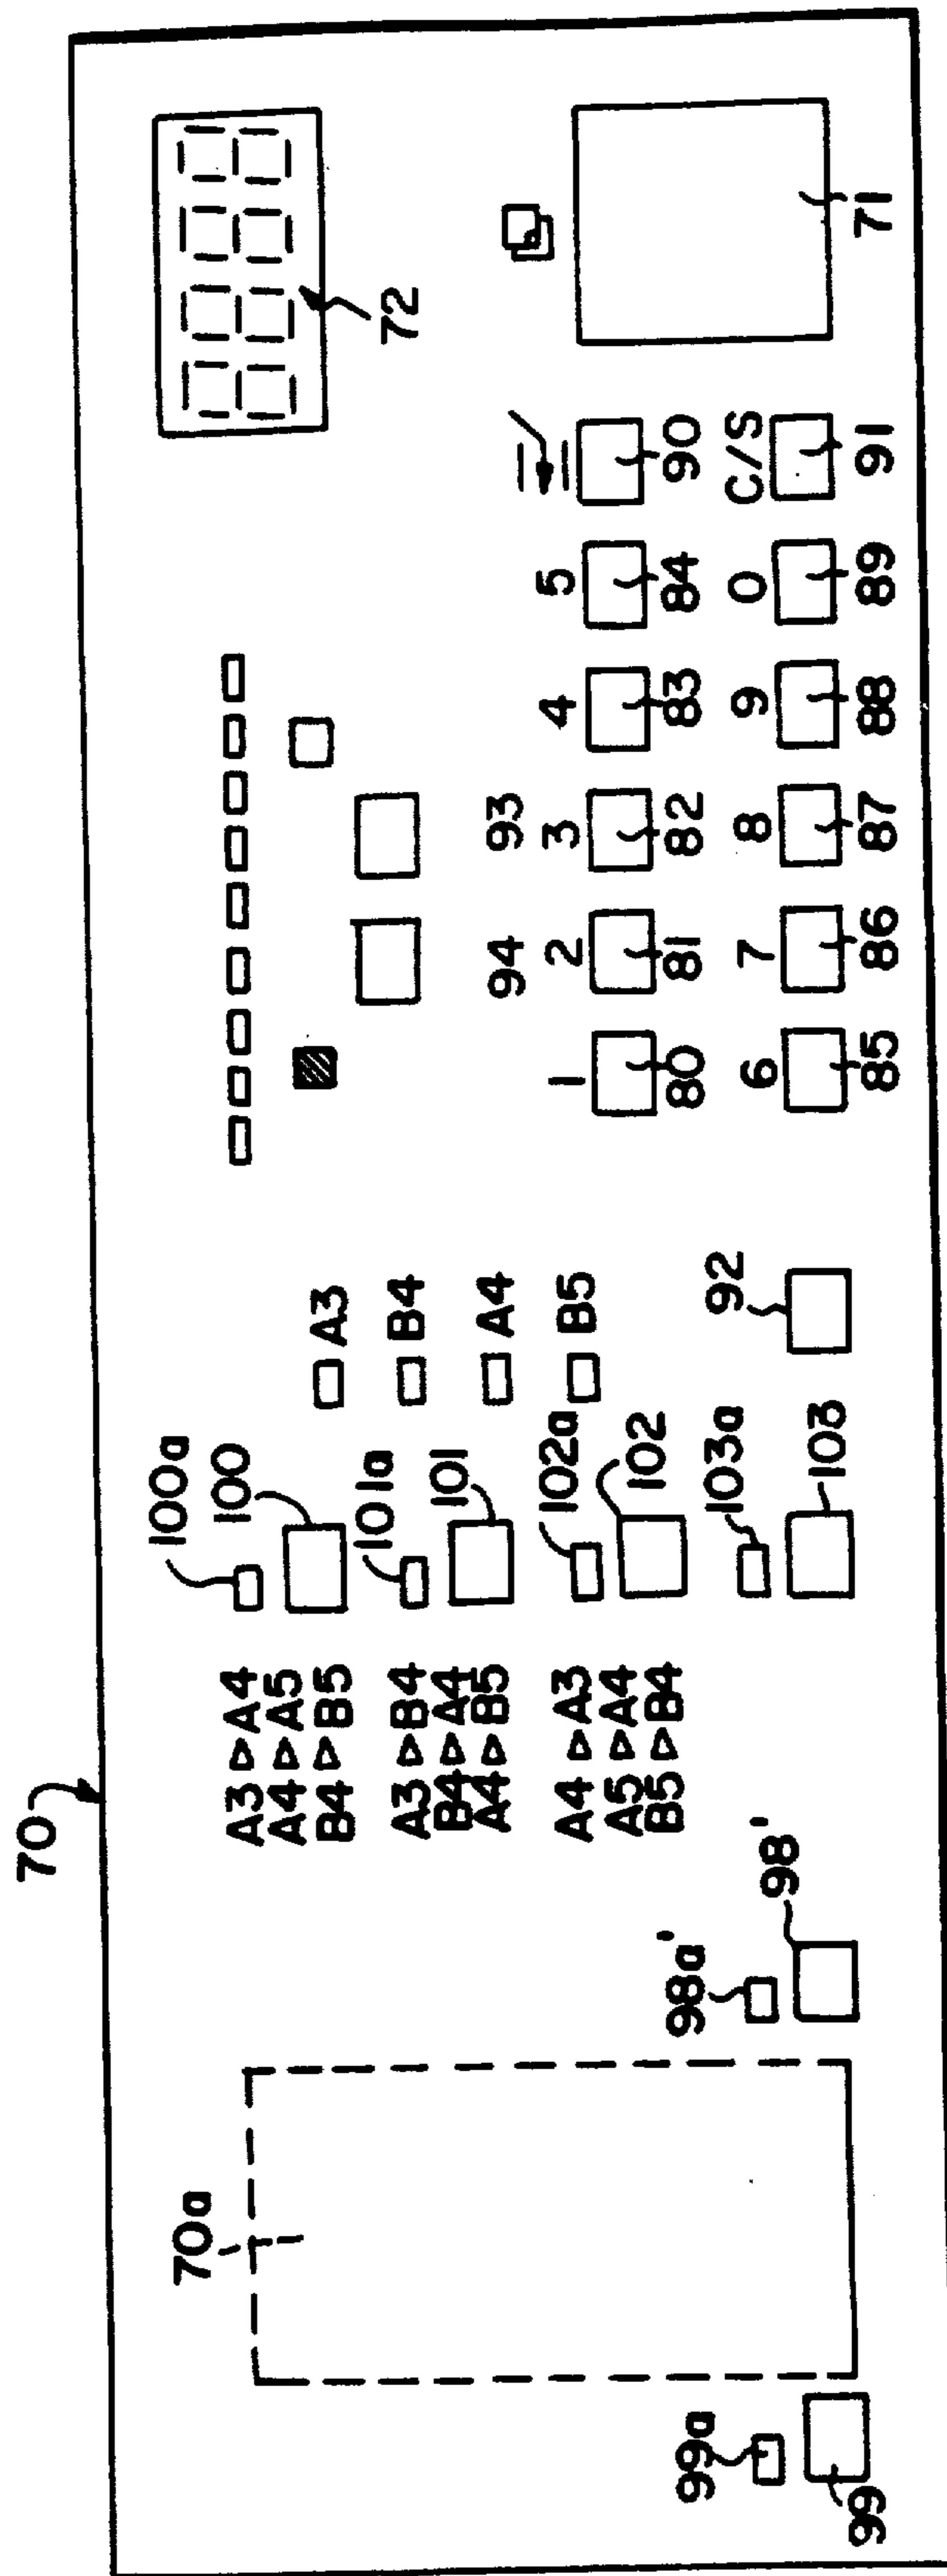 70
70a
99a
99
98a'
98'
A3 ▷ A4
A4 ▷ A5
B4 ▷ B5
A3 ▷ B4
B4 ▷ A4
A4 ▷ B5
A4 ▷ A3
A5 ▷ A4
B5 ▷ B4
100a
100
101a
101
102a
102
103a
103
A3
B4
A4
B5
92
94 93
1 2 3 4 5
80 81 82 83 84 90
6 7 8 9 0 C/S
85 86 87 88 89 91
72
71